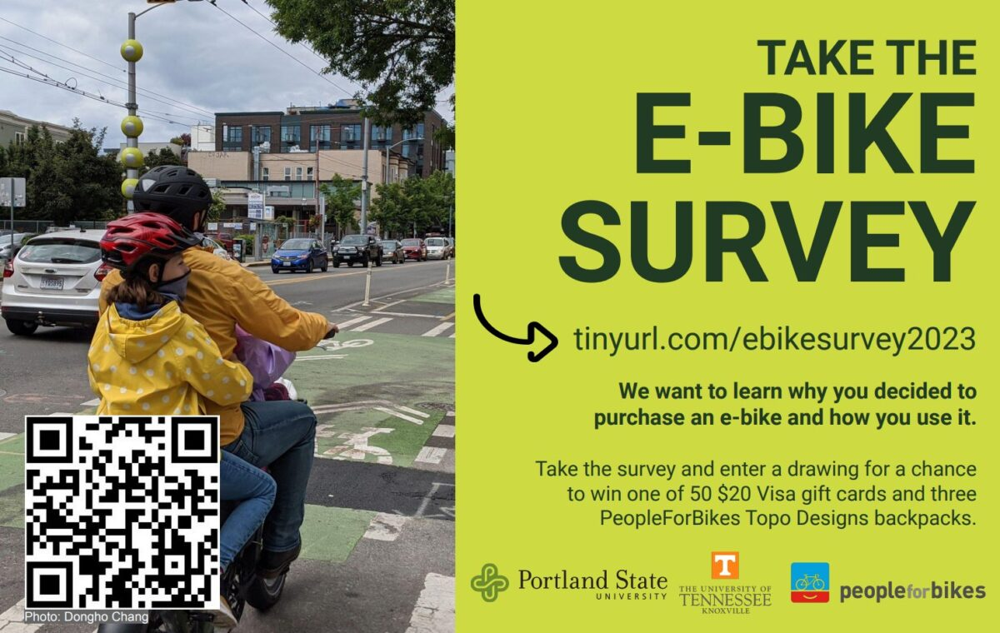 TAKE THE
E-BIKE
SURVEY
tinyurl.com/ebikesurvey2023
We want to learn why you decided to
purchase an e-bike and how you use it.
Take the survey and enter a drawing for a chance
to win one of 50 $20 Visa gift cards and three
PeopleForBikes Topo Designs backpacks.
Photo: Dongho Chang
Portland State
UNIVERSITY
T
THE UNIVERSITY OF
TENNESSEE
KNOXVILLE
peopleforbikes